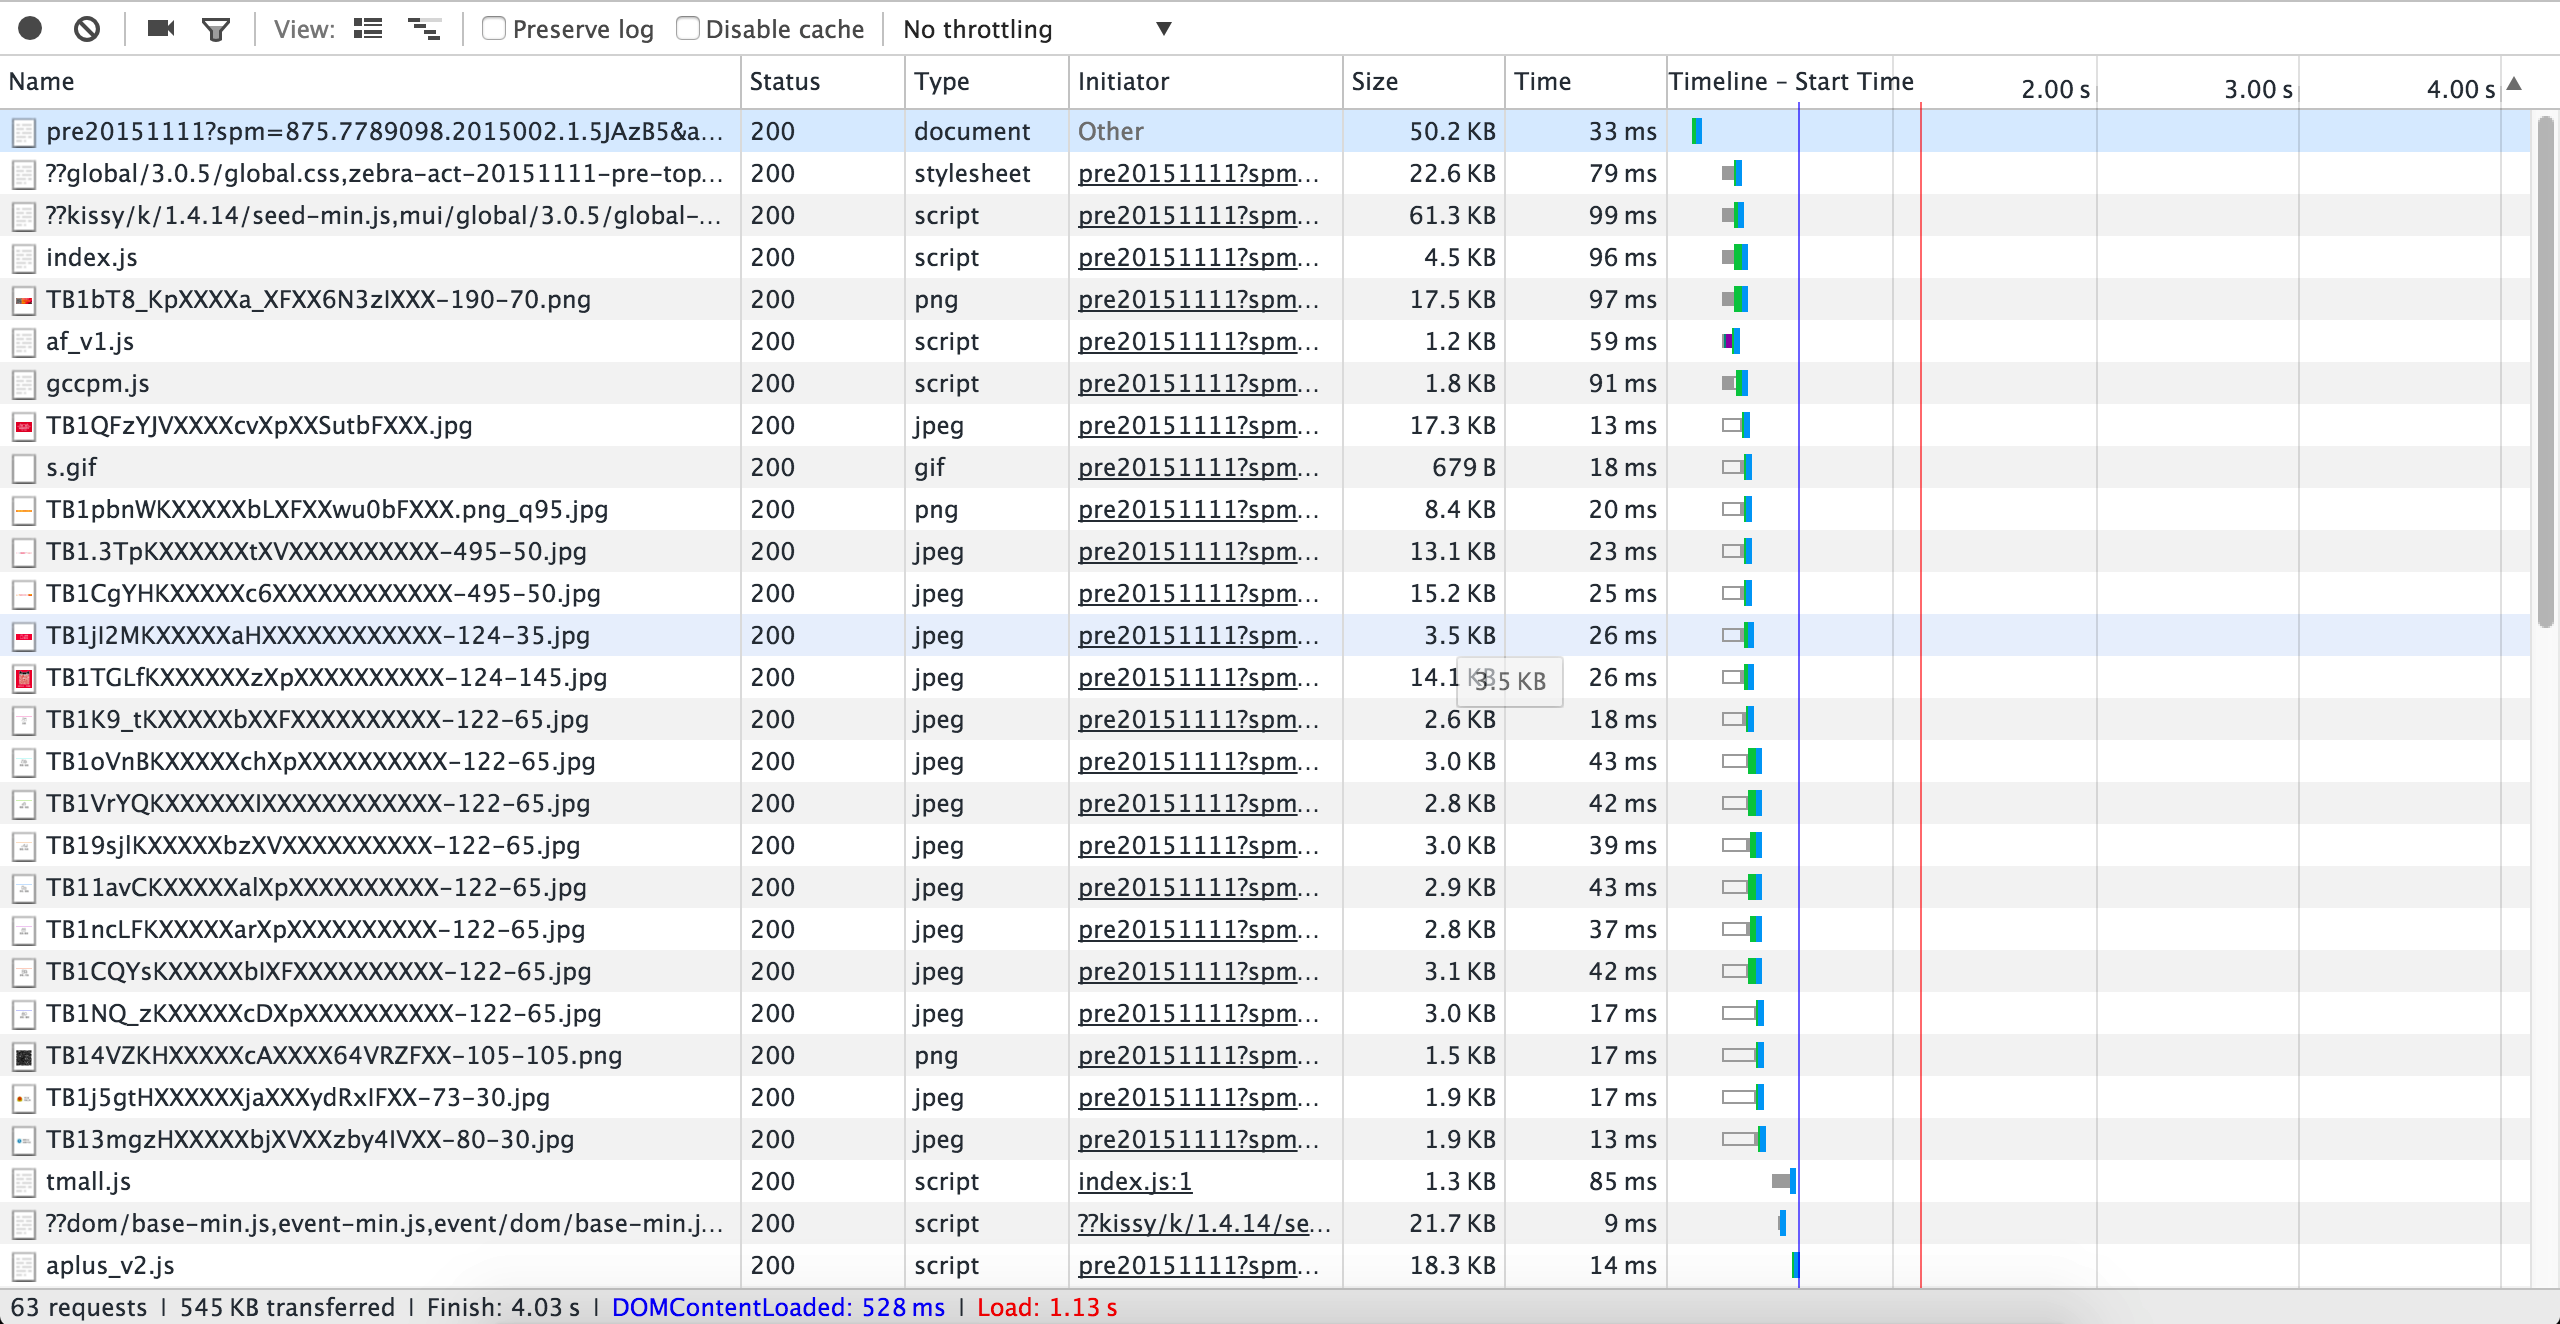 View: Preserve log Disable cache No throttling ▼
Name Status Type Initiator Size Time Timeline – Start Time 2.00 s 3.00 s 4.00 s ▲
pre20151111?spm=875.7789098.2015002.1.5JAzB5&a... 200 document Other 50.2 KB 33 ms
??global/3.0.5/global.css,zebra-act-20151111-pre-top... 200 stylesheet pre20151111?spm... 22.6 KB 79 ms
??kissy/k/1.4.14/seed-min.js,mui/global/3.0.5/global-... 200 script pre20151111?spm... 61.3 KB 99 ms
index.js 200 script pre20151111?spm... 4.5 KB 96 ms
TB1bT8_KpXXXXa_XFXX6N3zIXXX-190-70.png 200 png pre20151111?spm... 17.5 KB 97 ms
af_v1.js 200 script pre20151111?spm... 1.2 KB 59 ms
gccpm.js 200 script pre20151111?spm... 1.8 KB 91 ms
TB1QFzYJVXXXXcvXpXXSutbFXXX.jpg 200 jpeg pre20151111?spm... 17.3 KB 13 ms
s.gif 200 gif pre20151111?spm... 679 B 18 ms
TB1pbnWKXXXXXbLXFXXwu0bFXXX.png_q95.jpg 200 png pre20151111?spm... 8.4 KB 20 ms
TB1.3TpKXXXXXXtXVXXXXXXXXXX-495-50.jpg 200 jpeg pre20151111?spm... 13.1 KB 23 ms
TB1CgYHKXXXXXc6XXXXXXXXXXXX-495-50.jpg 200 jpeg pre20151111?spm... 15.2 KB 25 ms
TB1jI2MKXXXXXaHXXXXXXXXXXXX-124-35.jpg 200 jpeg pre20151111?spm... 3.5 KB 26 ms
TB1TGLfKXXXXXXzXpXXXXXXXXXX-124-145.jpg 200 jpeg pre20151111?spm... 14.1 KB 26 ms
3.5 KB
TB1K9_tKXXXXXbXXFXXXXXXXXXX-122-65.jpg 200 jpeg pre20151111?spm... 2.6 KB 18 ms
TB1oVnBKXXXXXchXpXXXXXXXXXX-122-65.jpg 200 jpeg pre20151111?spm... 3.0 KB 43 ms
TB1VrYQKXXXXXXIXXXXXXXXXXXX-122-65.jpg 200 jpeg pre20151111?spm... 2.8 KB 42 ms
TB19sjlKXXXXXbzXVXXXXXXXXXX-122-65.jpg 200 jpeg pre20151111?spm... 3.0 KB 39 ms
TB11avCKXXXXXalXpXXXXXXXXXX-122-65.jpg 200 jpeg pre20151111?spm... 2.9 KB 43 ms
TB1ncLFKXXXXXarXpXXXXXXXXXX-122-65.jpg 200 jpeg pre20151111?spm... 2.8 KB 37 ms
TB1CQYsKXXXXXbIXFXXXXXXXXXX-122-65.jpg 200 jpeg pre20151111?spm... 3.1 KB 42 ms
TB1NQ_zKXXXXXcDXpXXXXXXXXXX-122-65.jpg 200 jpeg pre20151111?spm... 3.0 KB 17 ms
TB14VZKHXXXXXcAXXXX64VRZFXX-105-105.png 200 png pre20151111?spm... 1.5 KB 17 ms
TB1j5gtHXXXXXXjaXXXydRxIFXX-73-30.jpg 200 jpeg pre20151111?spm... 1.9 KB 17 ms
TB13mgzHXXXXXbjXVXXzby4IVXX-80-30.jpg 200 jpeg pre20151111?spm... 1.9 KB 13 ms
tmall.js 200 script index.js:1 1.3 KB 85 ms
??dom/base-min.js,event-min.js,event/dom/base-min.j... 200 script ??kissy/k/1.4.14/se... 21.7 KB 9 ms
aplus_v2.js 200 script pre20151111?spm... 18.3 KB 14 ms
63 requests | 545 KB transferred | Finish: 4.03 s | DOMContentLoaded: 528 ms | Load: 1.13 s